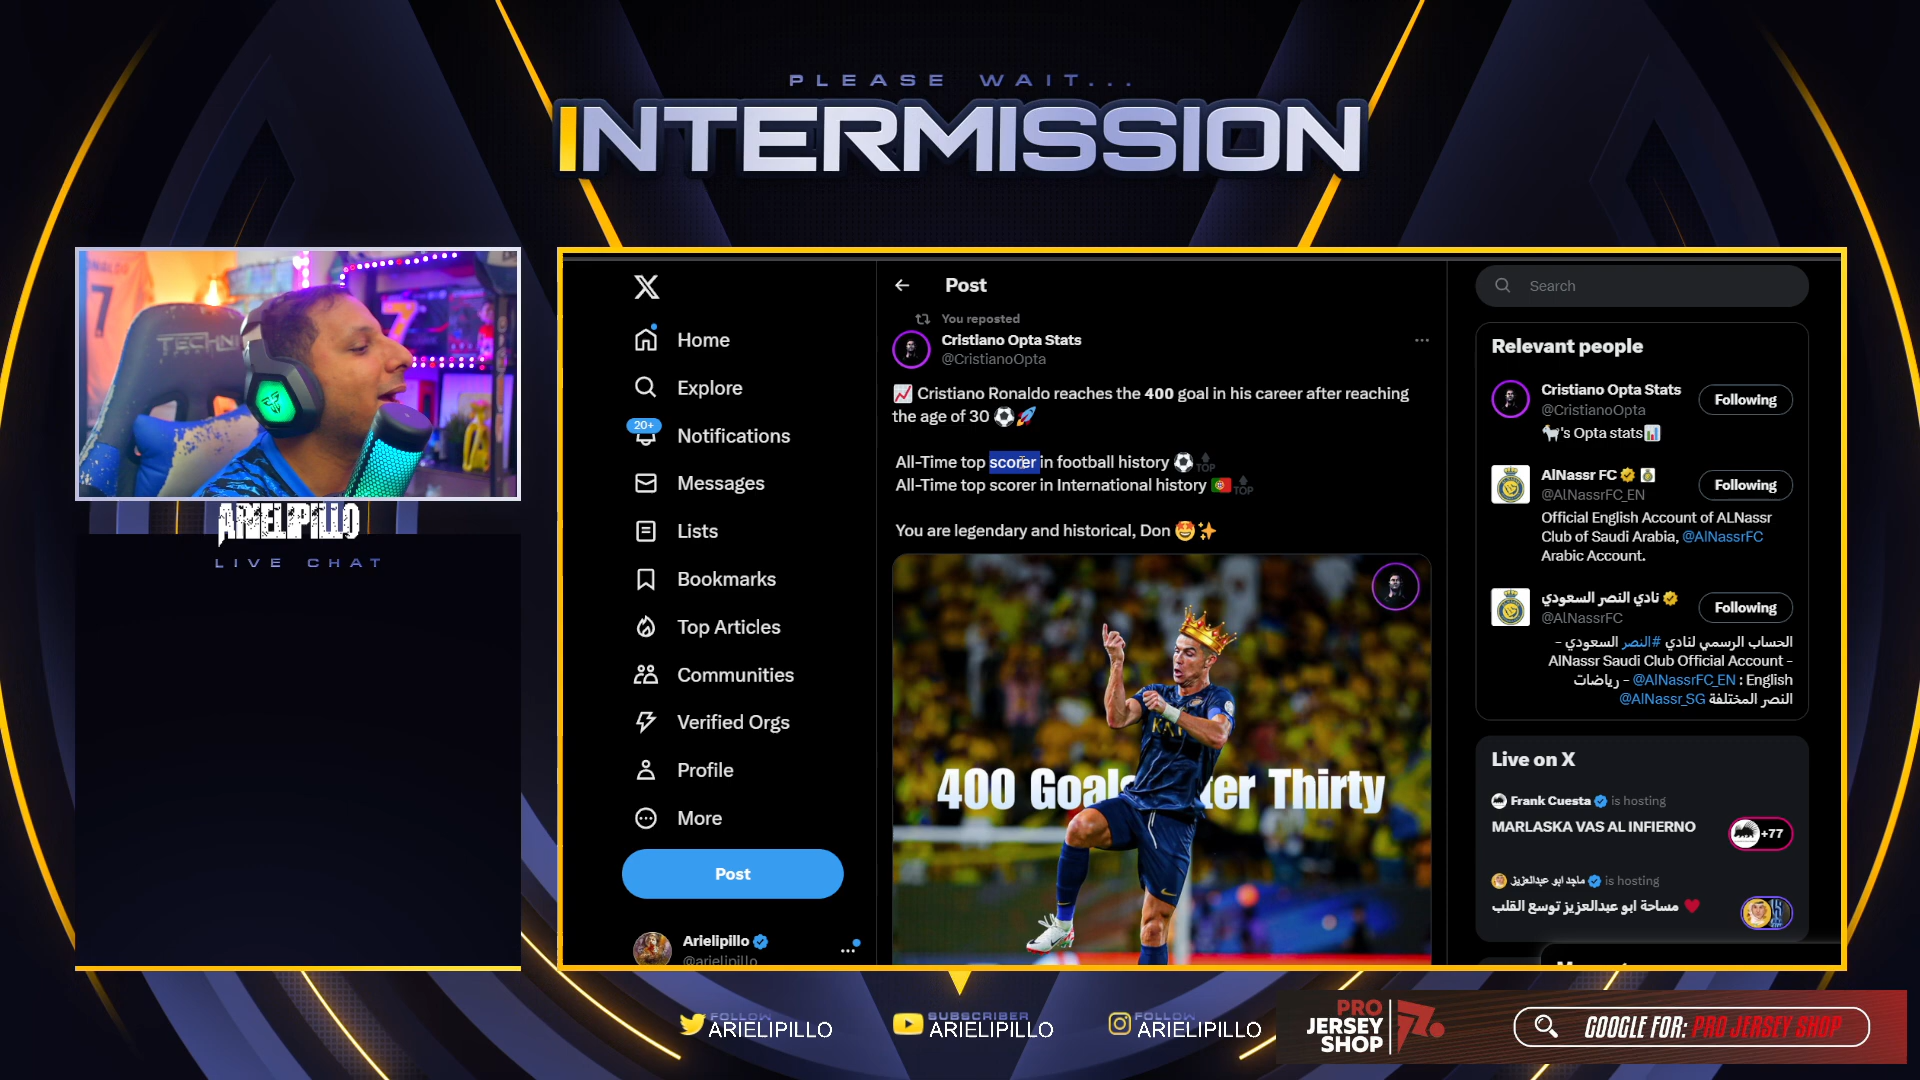 PLEASE WAIT...
INTERMISSION
7
TECHNI
7
ARIELIPILLO
LIVE CHAT
Home
Explore
20+
Notifications
Messages
Lists
Bookmarks
Top Articles
Communities
Verified Orgs
Profile
More
Post
Arielipillo
@arielipillo
Post
You reposted
Cristiano Opta Stats
@CristianoOpta
📈 Cristiano Ronaldo reaches the 400 goal in his career after reaching
the age of 30 ⚽🚀
All-Time top scorer in football history ⚽🔝
All-Time top scorer in International history 🇵🇹🔝
You are legendary and historical, Don 🤩✨
400 Goals ter Thirty
Search
Relevant people
Cristiano Opta Stats
@CristianoOpta
Following
🐐's Opta stats📊
AlNassr FC
@AlNassrFC_EN
Following
Official English Account of ALNassr
Club of Saudi Arabia, @AlNassrFC
Arabic Account.
نادي النصر السعودي
@AlNassrFC
Following
الحساب الرسمي لنادي #النصر السعودي -
AlNassr Saudi Club Official Account -
English : @AlNassrFC_EN - رياضات
النصر المختلفة @AlNassr_SG
Live on X
Frank Cuesta is hosting
MARLASKA VAS AL INFIERNO
+77
ماجد ابو عبدالعزيز is hosting
مساحة ابو عبدالعزيز توسع القلب ♥
FOLLOW
ARIELIPILLO
SUBSCRIBER
ARIELIPILLO
FOLLOW
ARIELIPILLO
PRO
JERSEY
SHOP
GOOGLE FOR: PRO JERSEY SHOP